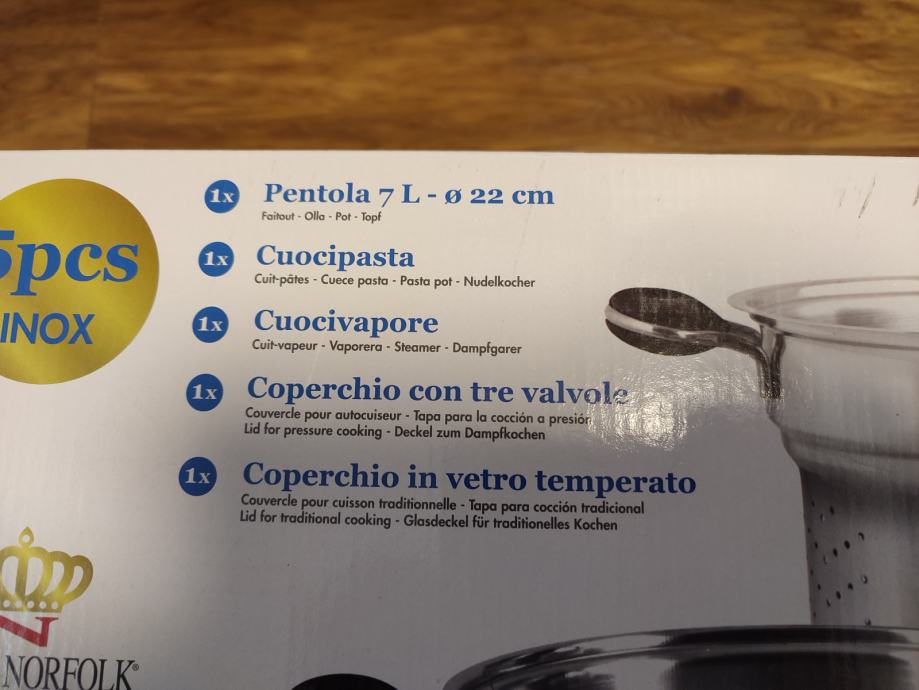 5pcs
INOX
1x Pentola 7 L - ø 22 cm
Faitout - Olla - Pot - Topf
1x Cuocipasta
Cuit-pâtes - Cuece pasta - Pasta pot - Nudelkocher
1x Cuocivapore
Cuit-vapeur - Vaporera - Steamer - Dampfgarer
1x Coperchio con tre valvole
Couvercle pour autocuiseur - Tapa para la cocción a presión
Lid for pressure cooking - Deckel zum Dampfkochen
1x Coperchio in vetro temperato
Couvercle pour cuisson traditionnelle - Tapa para cocción tradicional
Lid for traditional cooking - Glasdeckel für traditionelles Kochen
NORFOLK®